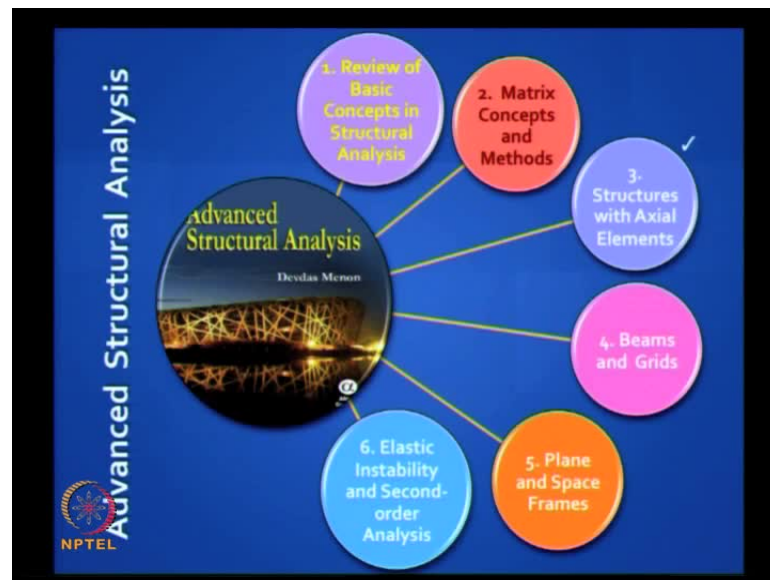 Advanced Structural Analysis
1. Review of
Basic
Concepts in
Structural
Analysis
2. Matrix
Concepts
and
Methods
3.
Structures
with Axial
Elements
4. Beams
and Grids
5. Plane
and Space
Frames
6. Elastic
Instability
and Second-
order
Analysis
Advanced
Structural Analysis
Devdas Menon
NPTEL